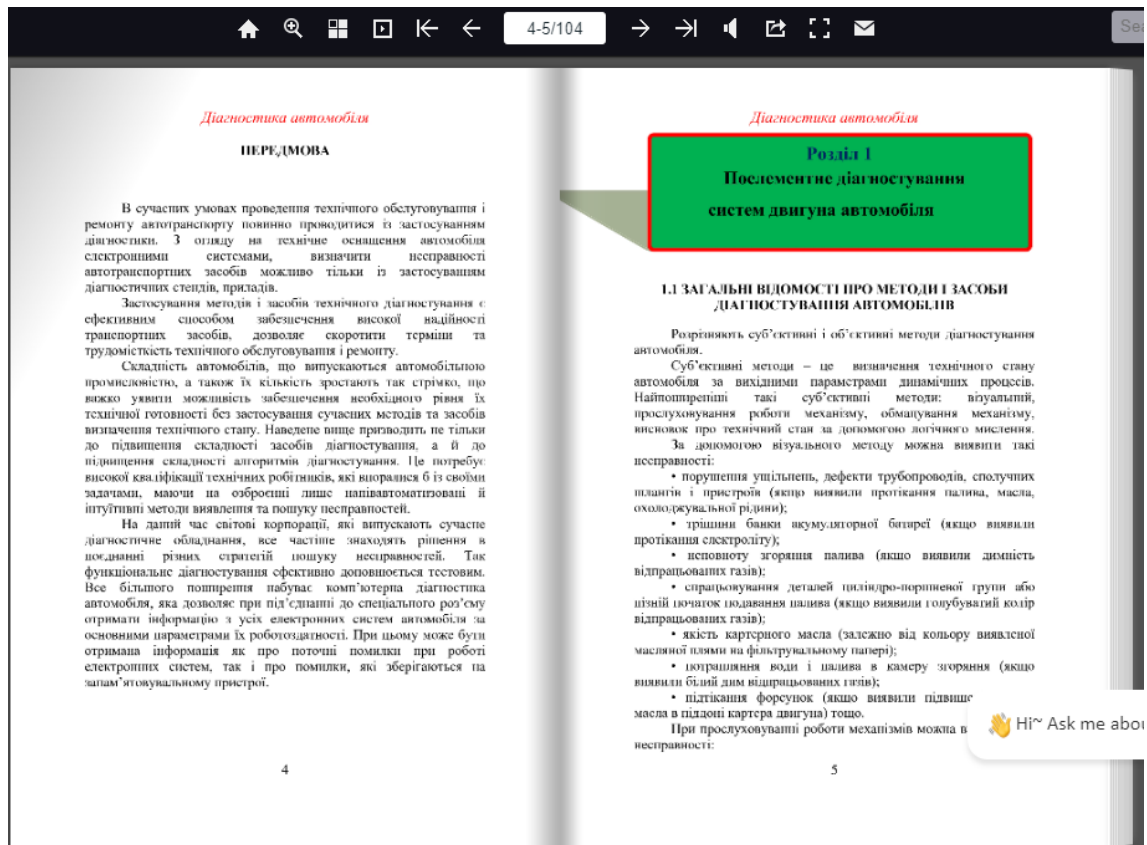 4-5/104
Sea
Діагностика автомобіля
ПЕРЕДМОВА
В сучасних умовах проведення технічного обслуговування і
ремонту автотранспорту повинно проводитися із застосуванням
діагностики. З огляду на технічне оснащення автомобіля
електронними системами, визначити несправності
автотранспортних засобів можливо тільки із застосуванням
діагностичних стендів, приладів.
Застосування методів і засобів технічного діагностування є
ефективним способом забезпечення високої надійності
транспортних засобів, дозволяє скоротити терміни та
трудомісткість технічного обслуговування і ремонту.
Складність автомобілів, що випускаються автомобільною
промисловістю, а також їх кількість зростають так стрімко, що
важко уявити можливість забезпечення необхідного рівня їх
технічної готовності без застосування сучасних методів та засобів
визначення технічного стану. Наведене вище призводить не тільки
до підвищення складності засобів діагностування, а й до
підвищення складності алгоритмів діагностування. Це потребує
високої кваліфікації технічних робітників, які впоралися б із своїми
задачами, маючи на озброєнні лише напівавтоматизовані й
інтуїтивні методи виявлення та пошуку несправностей.
На даний час світові корпорації, які випускають сучасне
діагностичне обладнання, все частіше знаходять рішення в
поєднанні різних стратегій пошуку несправностей. Так
функціональне діагностування ефективно доповнюється тестовим.
Все більшого поширення набуває комп’ютерна діагностика
автомобіля, яка дозволяє при під’єднанні до спеціального роз’єму
отримати інформацію з усіх електронних систем автомобіля за
основними параметрами їх роботоздатності. При цьому може бути
отримана інформація як про поточні помилки при роботі
електронних систем, так і про помилки, які зберігаються на
запам’ятовувальному пристрої.
4
Діагностика автомобіля
Розділ 1
Поелементне діагностування
систем двигуна автомобіля
1.1 ЗАГАЛЬНІ ВІДОМОСТІ ПРО МЕТОДИ І ЗАСОБИ
ДІАГНОСТУВАННЯ АВТОМОБІЛІВ
Розрізняють суб’єктивні і об’єктивні методи діагностування
автомобіля.
Суб’єктивні методи – це визначення технічного стану
автомобіля за вихідними параметрами динамічних процесів.
Найпоширеніші такі суб’єктивні методи: візуальний,
прослуховування роботи механізму, обмацування механізму,
висновок про технічний стан за допомогою логічного мислення.
За допомогою візуального методу можна виявити такі
несправності:
• порушення ущільнень, дефекти трубопроводів, сполучних
шлангів і пристроїв (якщо виявили протікання палива, масла,
охолоджувальної рідини);
• тріщини банки акумуляторної батареї (якщо виявили
протікання електроліту);
• неповноту згоряння палива (якщо виявили димність
відпрацьованих газів);
• спрацьовування деталей циліндро-поршневої групи або
пізній початок подавання палива (якщо виявили голубуватий колір
відпрацьованих газів);
• якість картерного масла (залежно від кольору виявленої
масляної плями на фільтрувальному папері);
• потрапляння води і палива в камеру згоряння (якщо
виявили білий дим відпрацьованих газів);
• підтікання форсунок (якщо виявили підвище
масла в піддоні картера двигуна) тощо.
При прослуховуванні роботи механізмів можна в
несправності:
5
👋 Hi~ Ask me abou